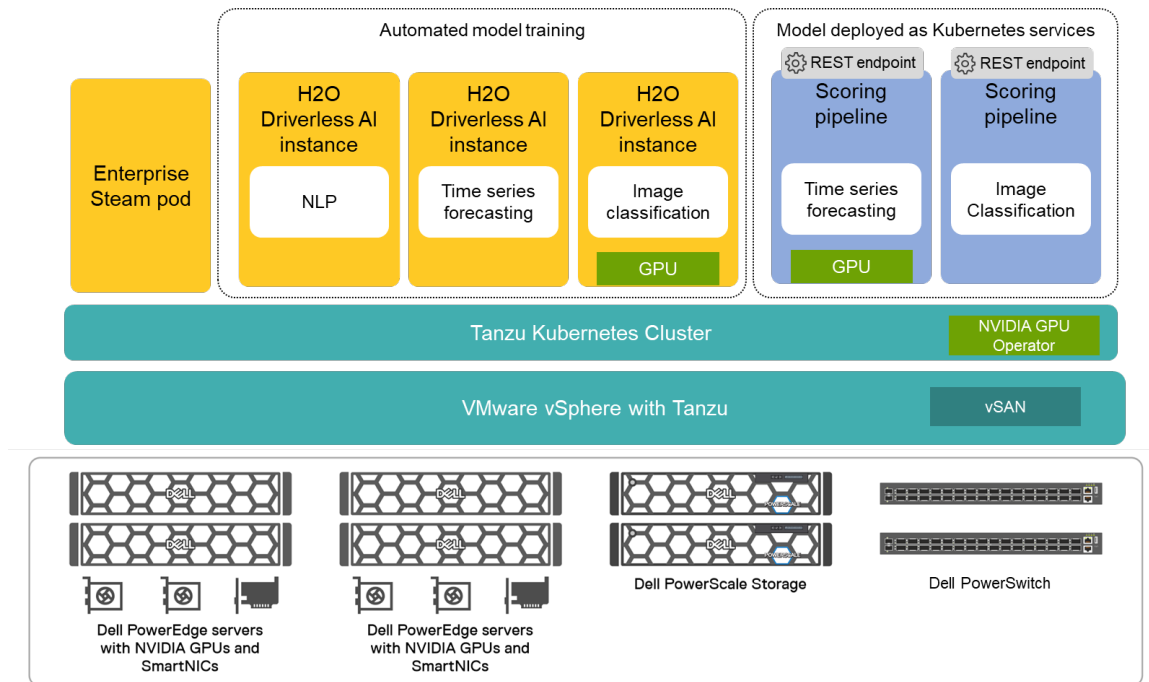 Automated model training
Model deployed as Kubernetes services
REST endpoint
REST endpoint
Enterprise
Steam pod
H2O
Driverless AI
instance
NLP
H2O
Driverless AI
instance
Time series
forecasting
H2O
Driverless AI
instance
Image
classification
GPU
Scoring
pipeline
Time series
forecasting
GPU
Scoring
pipeline
Image
Classification
Tanzu Kubernetes Cluster
NVIDIA GPU
Operator
VMware vSphere with Tanzu
vSAN
DELL
DELL
DELL
POWERSCALE
DELL
DELL
DELL
POWERSCALE
Dell PowerEdge servers
with NVIDIA GPUs and
SmartNICs
Dell PowerEdge servers
with NVIDIA GPUs and
SmartNICs
Dell PowerScale Storage
Dell PowerSwitch